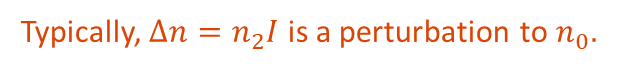 Typically, Δn = n₂I is a perturbation to n₀.